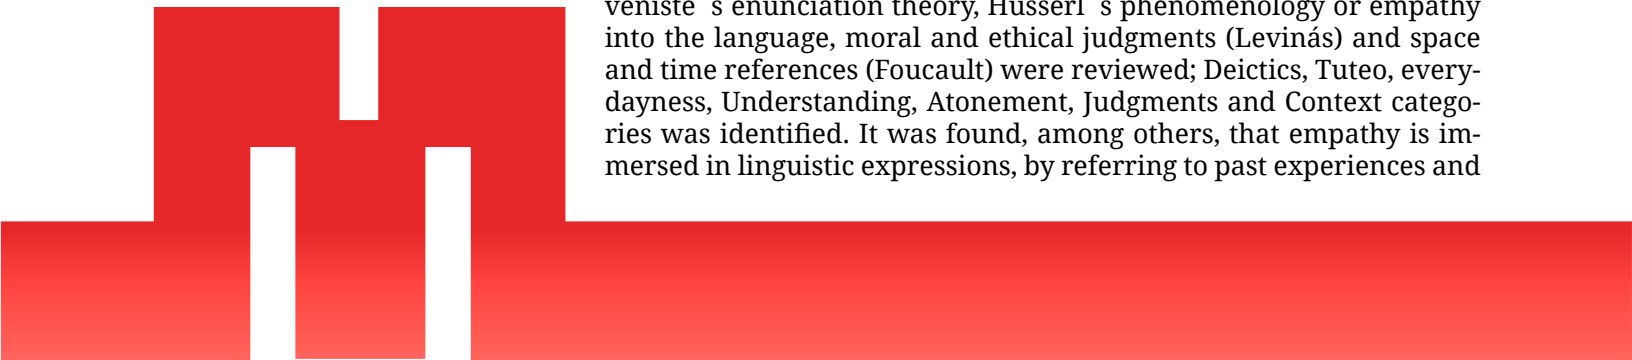 veniste´s enunciation theory, Husserl´s phenomenology or empathy
into the language, moral and ethical judgments (Levinás) and space
and time references (Foucault) were reviewed; Deictics, Tuteo, every-
dayness, Understanding, Atonement, Judgments and Context catego-
ries was identified. It was found, among others, that empathy is im-
mersed in linguistic expressions, by referring to past experiences and